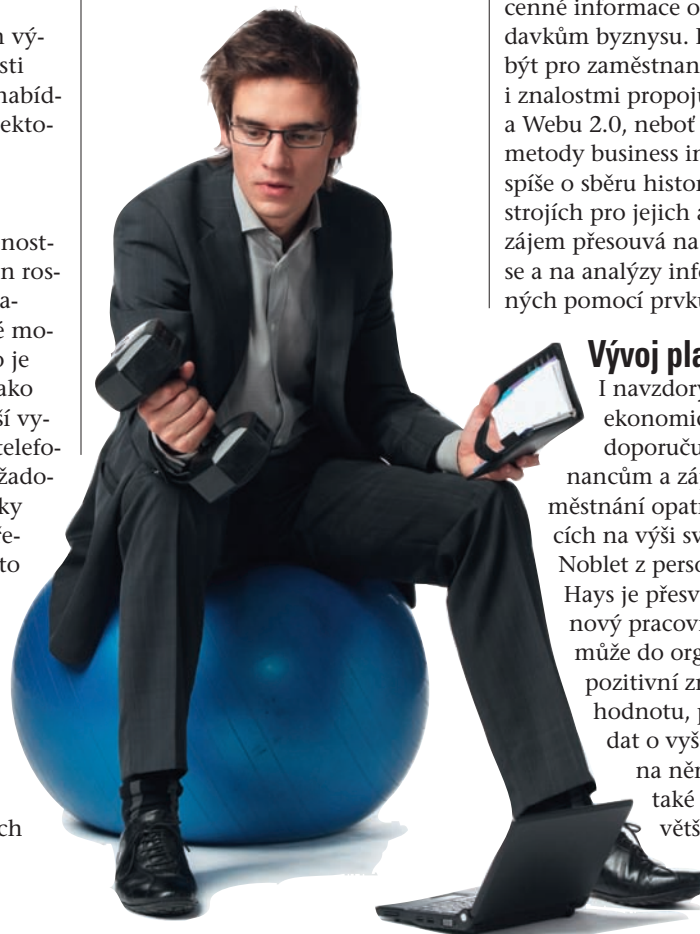 vý-
sti
nabíd-
ekto-
nost-
n ros-
a-
é mo-
o je
ako
ší vy-
telefo-
žado-
ky
ře-
to
ch
cenné informace o
davkům byznysu.
být pro zaměstnan
i znalostmi propoju
a Webu 2.0, neboť
metody business in
spíše o sběru histor
strojích pro jejich a
zájem přesouvá na
se a na analýzy info
ných pomocí prvků
Vývoj pla
I navzdory
ekonomic
doporuču
nancům a zá
městnání opatr
cích na výši sv
Noblet z perso
Hays je přesv
nový pracovn
může do org
pozitivní zn
hodnotu, p
dat o vyš
na něr
také
větš